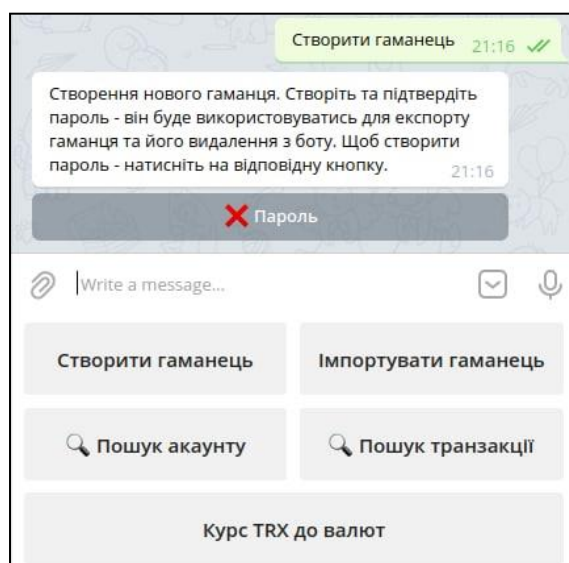 Створити гаманець 21:16
Створення нового гаманця. Створіть та підтвердіть
пароль - він буде використовуватись для експорту
гаманця та його видалення з боту. Щоб створити
пароль - натисніть на відповідну кнопку. 21:16
❌ Пароль
Write a message...
Створити гаманець
Імпортувати гаманець
🔍 Пошук акаунту
🔍 Пошук транзакції
Курс TRX до валют